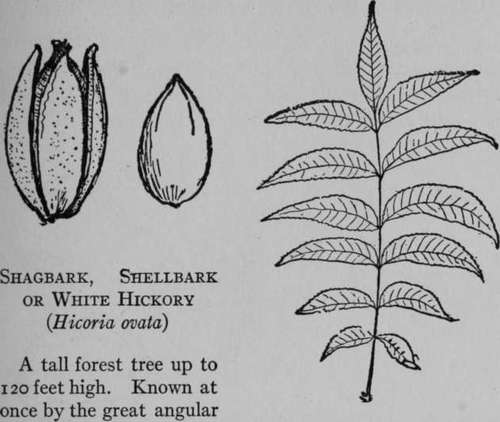 SHAGBARK, SHELLBARK
OR WHITE HICKORY
(Hicoria ovata)
A tall forest tree up to
120 feet high. Known at
once by the great angular